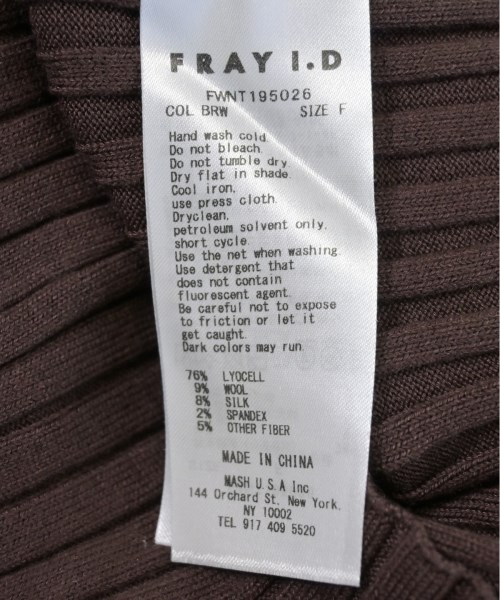 FRAY I.D
FWNT195026
COL BRW SIZE F
Hand wash cold.
Do not bleach.
Do not tumble dry.
Dry flat in shade.
Cool iron,
use press cloth.
Dryclean,
petroleum solvent only,
short cycle.
Use the net when washing.
Use detergent that
does not contain
fluorescent agent.
Be careful not to expose
to friction or let it
get caught.
Dark colors may run.
76% LYOCELL
9% WOOL
8% SILK
2% SPANDEX
5% OTHER FIBER
MADE IN CHINA
MASH U.S.A Inc
144 Orchard St, New York,
NY 10002
TEL 917 409 5520